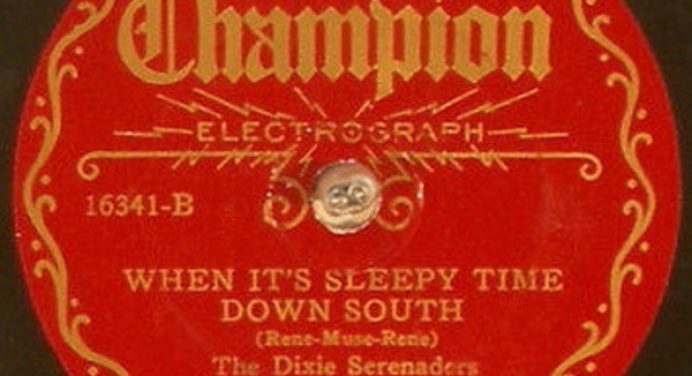 Champion
ELECTROGRAPH
16341-B
WHEN IT'S SLEEPY TIME
DOWN SOUTH
(Rene-Muse-Rene)
The Dixie Serenaders